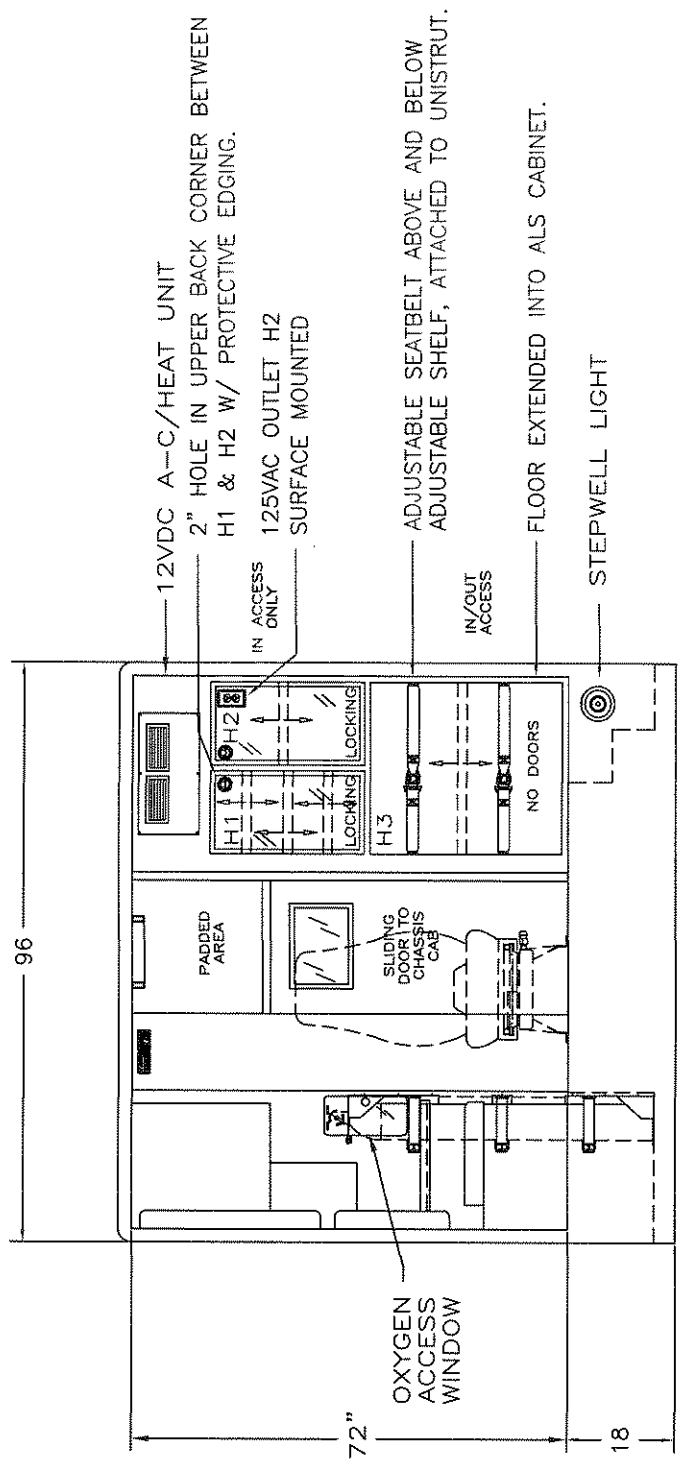 96
12VDC A-C/HEAT UNIT
2" HOLE IN UPPER BACK CORNER BETWEEN
H1 & H2 W/ PROTECTIVE EDGING.
IN ACCESS
ONLY
125VAC OUTLET H2
SURFACE MOUNTED
ADJUSTABLE SEATBELT ABOVE AND BELOW
ADJUSTABLE SHELF, ATTACHED TO UNISTRUT.
IN/OUT
ACCESS
FLOOR EXTENDED INTO ALS CABINET.
STEPWELL LIGHT
H1
LOCKING
H2
LOCKING
H3
NO DOORS
PADDED
AREA
SLIDING
DOOR TO
CHASSIS
CAB
OXYGEN
ACCESS
WINDOW
72"
18